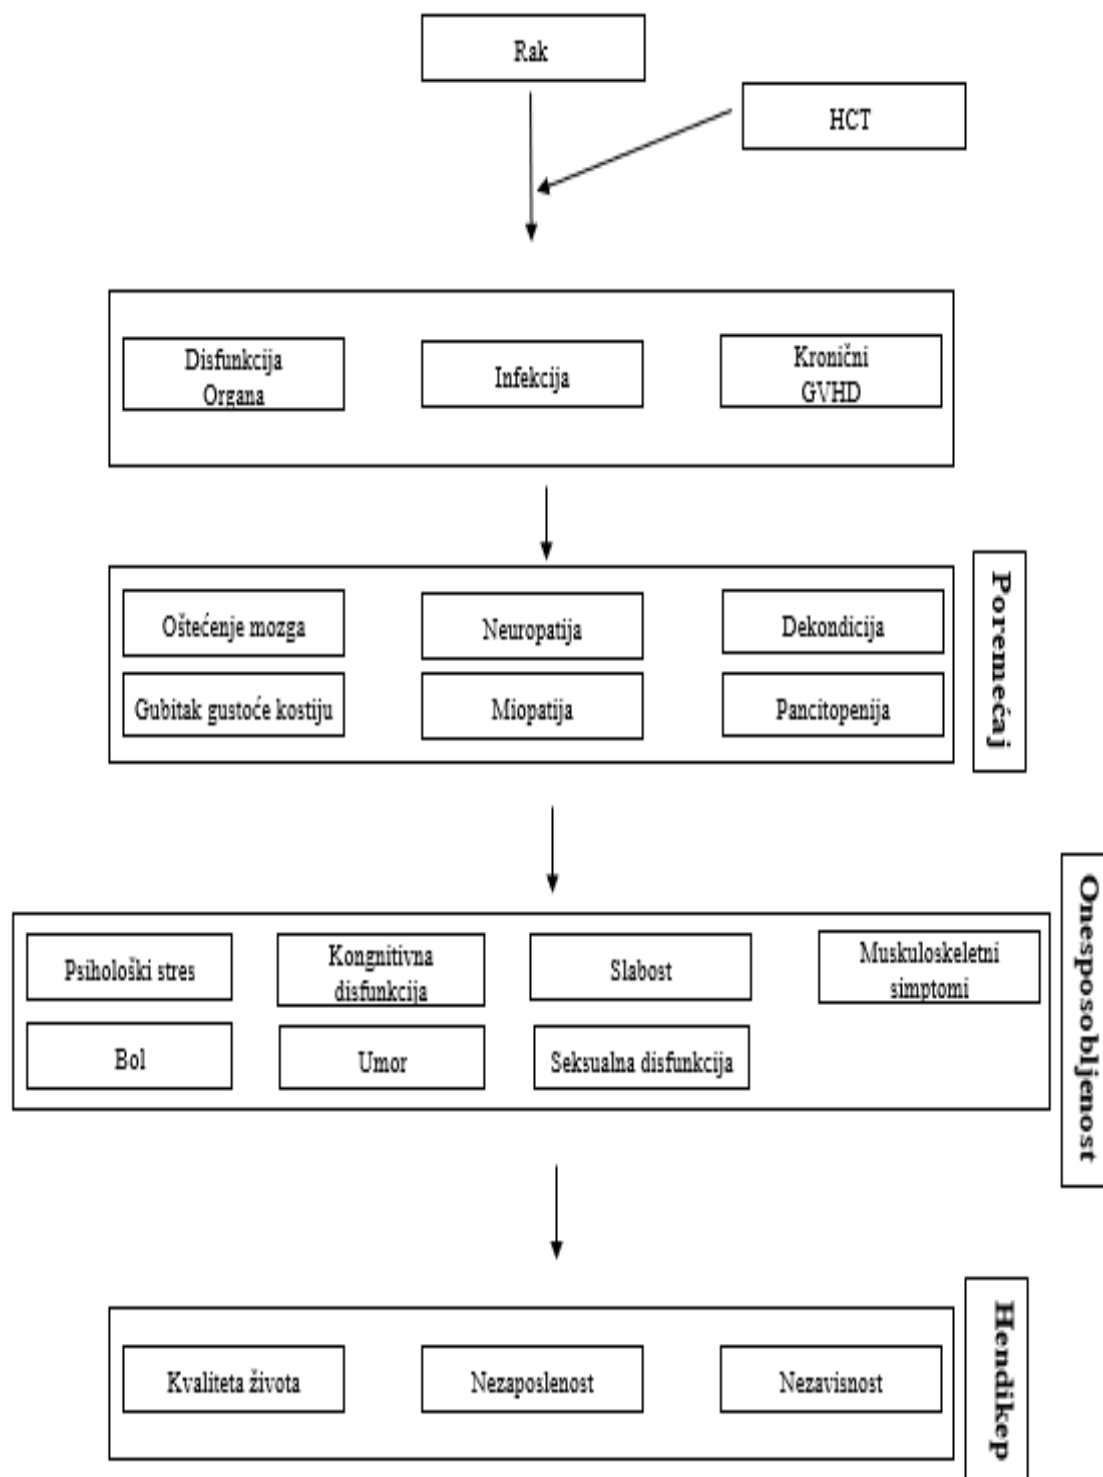 Rak
HCT
Disfunkcija
Organa
Infekcija
Kronični
GVHD
Oštećenje mozga
Neuropatija
Dekondicija
Gubitak gustoće kostiju
Miopatija
Pancitopenija
Poremećaj
Psihološki stres
Kongnitivna
disfunkcija
Slabost
Muskuloskeletni
simptomi
Bol
Umor
Seksualna disfunkcija
Onesposobljenost
Kvaliteta života
Nezaposlenost
Nezavisnost
Hendikep